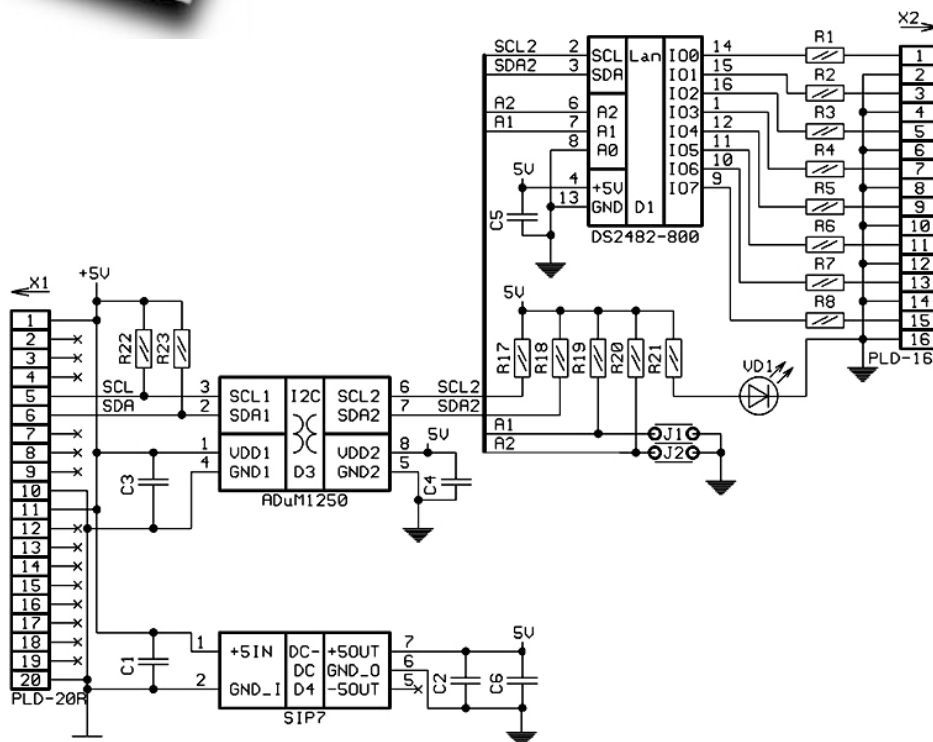 X2
R1
SCL2 2 SCL Lan IO0 14
SDA2 3 SDA IO1 15
R2
IO2 16
A2 6 A2 IO3 1
R3
A1 7 A1 IO4 12
8 A0 IO5 11
R4
IO6 10
5V 4 +5V IO7 9
R5
13 GND D1
C5
DS2482-800
R6
R7
R8
1
2
3
4
5
6
7
8
9
10
11
12
13
14
15
16
PLD-16
X1
+5V
1
2
3
4
5
6
7
8
9
10
11
12
13
14
15
16
17
18
19
20
PLD-20R
R22
R23
SCL 3 SCL1 I2C SCL2 6 SCL2
SDA 2 SDA1 SDA2 7 SDA2
1 VDD1 VDD2 8 5V
4 GND1 D3 GND2 5
C3
C4
ADuM1250
5V
R17
R18
R19
R20
R21
VD1
A1 J1
A2 J2
1 +5IN DC- +5OUT 7 5V
DC GND_O 6
2 GND_I D4 -5OUT 5
C1
C2
C6
SIP7